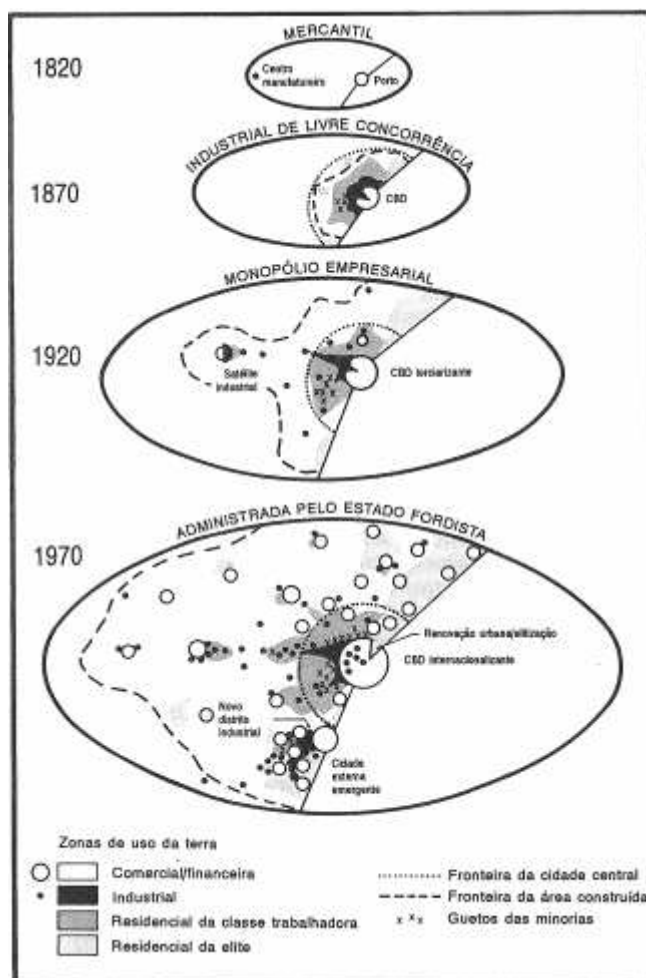 MERCANTIL
1820
Centro
manufatureiro
Porto
INDUSTRIAL DE LIVRE CONCORRÊNCIA
1870
CBD
MONOPÓLIO EMPRESARIAL
1920
Satélite
industrial
CBD terciarizante
ADMINISTRADA PELO ESTADO FORDISTA
1970
Renovação urbana/elitização
CBD internacionalizante
Novo
distrito
industrial
Cidade
externa
emergente
Zonas de uso da terra
Comercial/financeira
Industrial
Residencial da classe trabalhadora
Residencial da elite
Fronteira da cidade central
Fronteira da área construída
Guetos das minorias